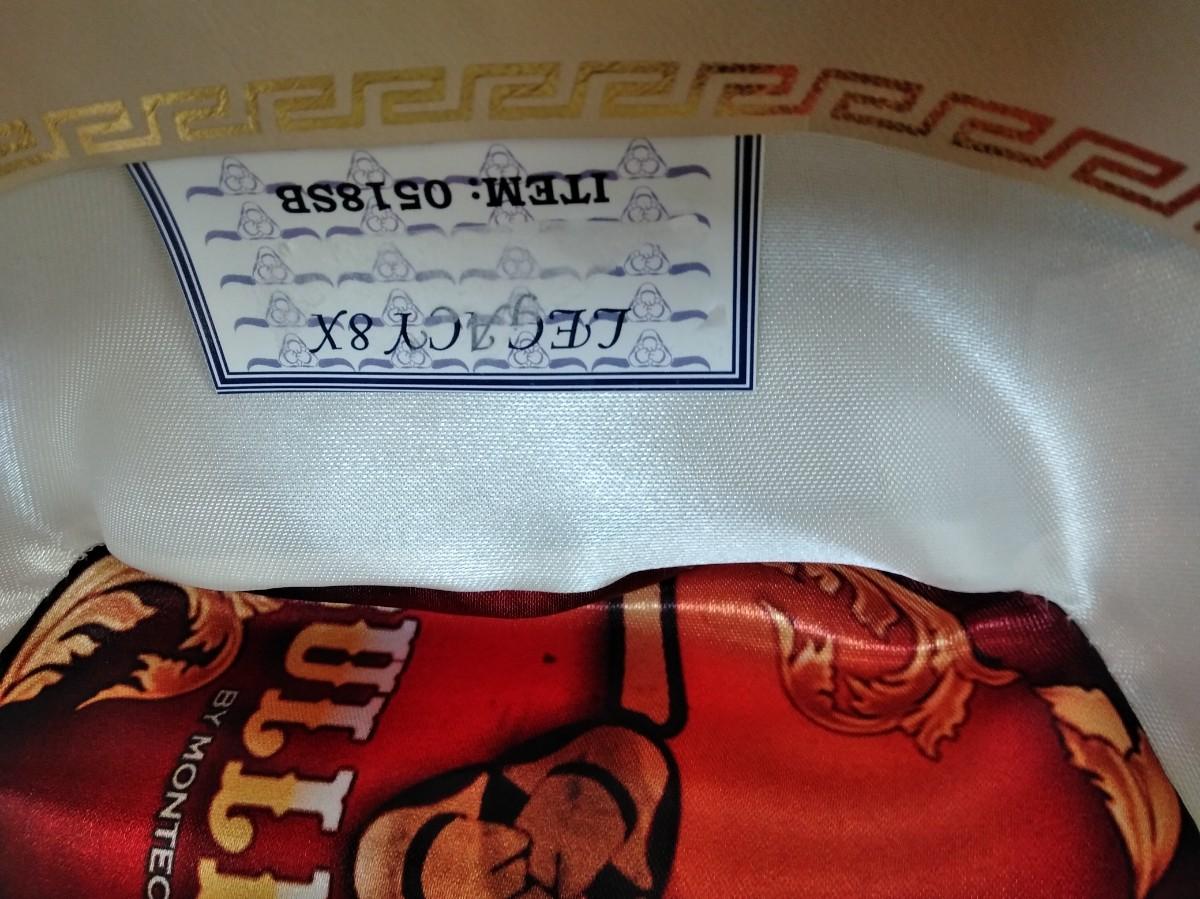 LEGACY 8X
ITEM: 0518SB
BY MONTEC